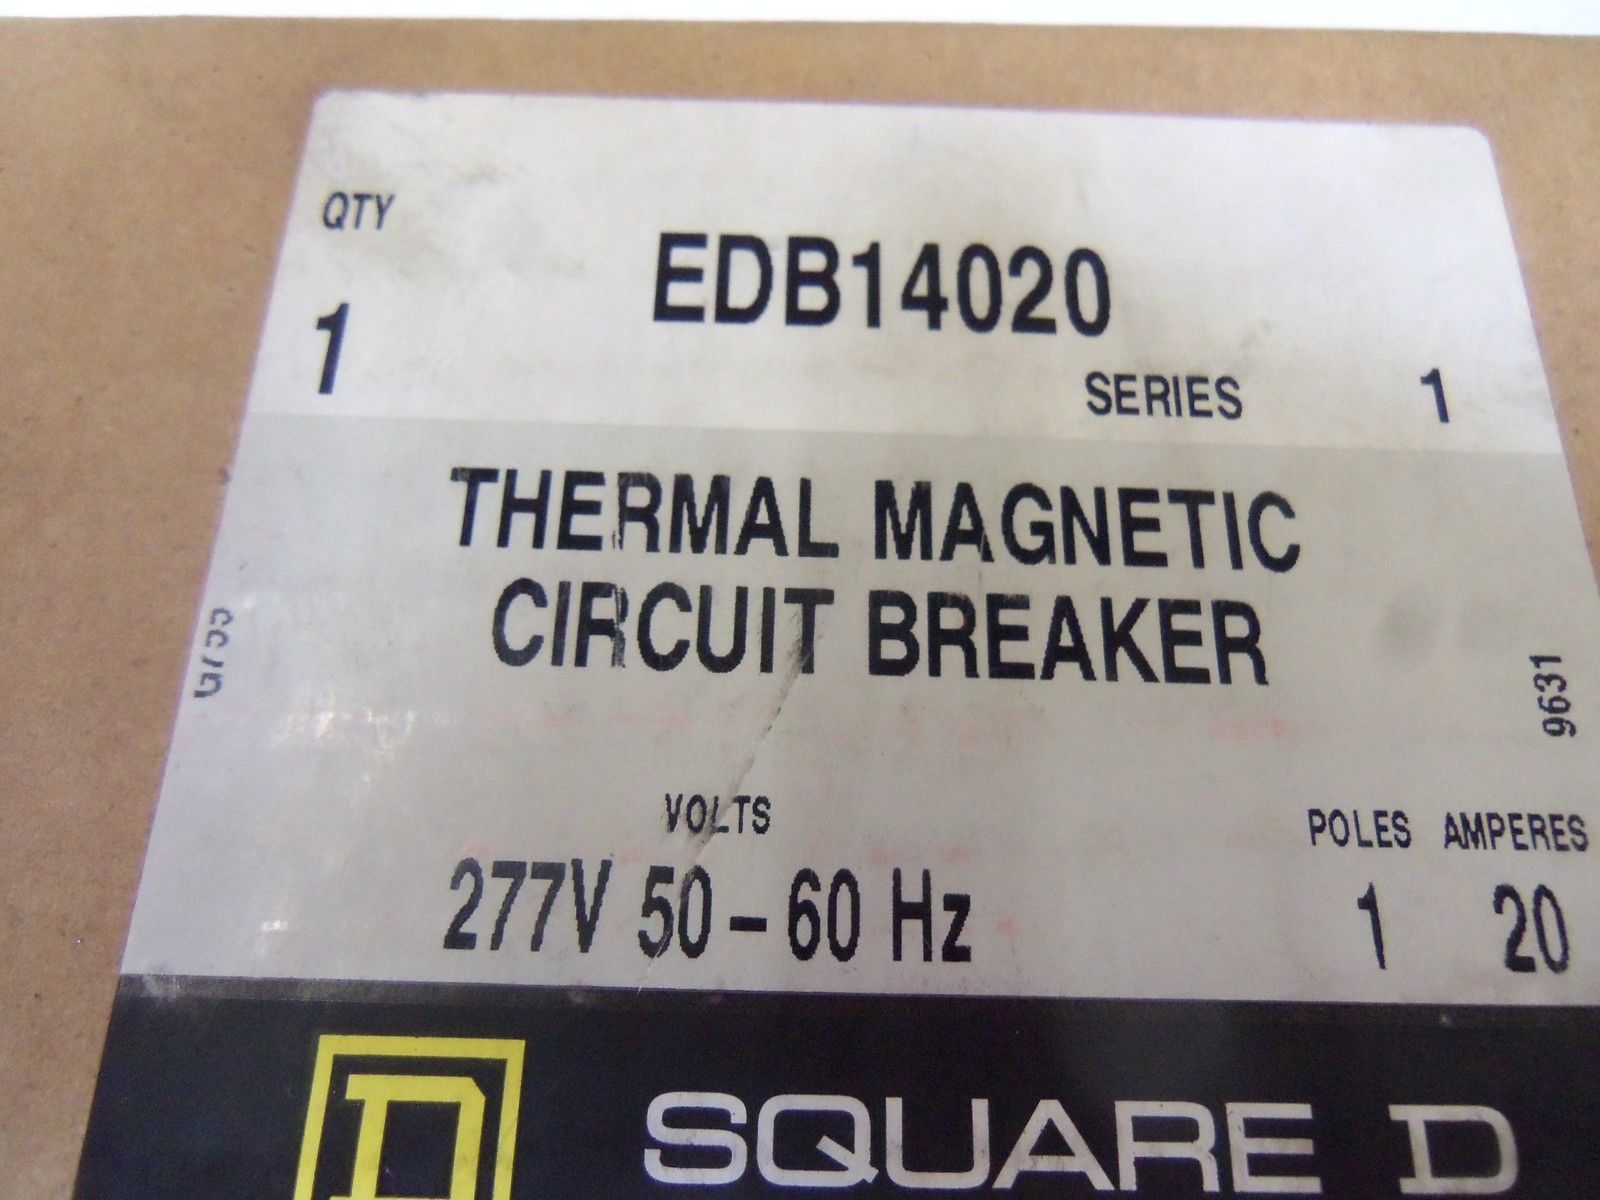 QTY
EDB14020
1
SERIES 1
THERMAL MAGNETIC
CIRCUIT BREAKER
9631
VOLTS
POLES AMPERES
277V 50-60 Hz
1 20
SQUARE D